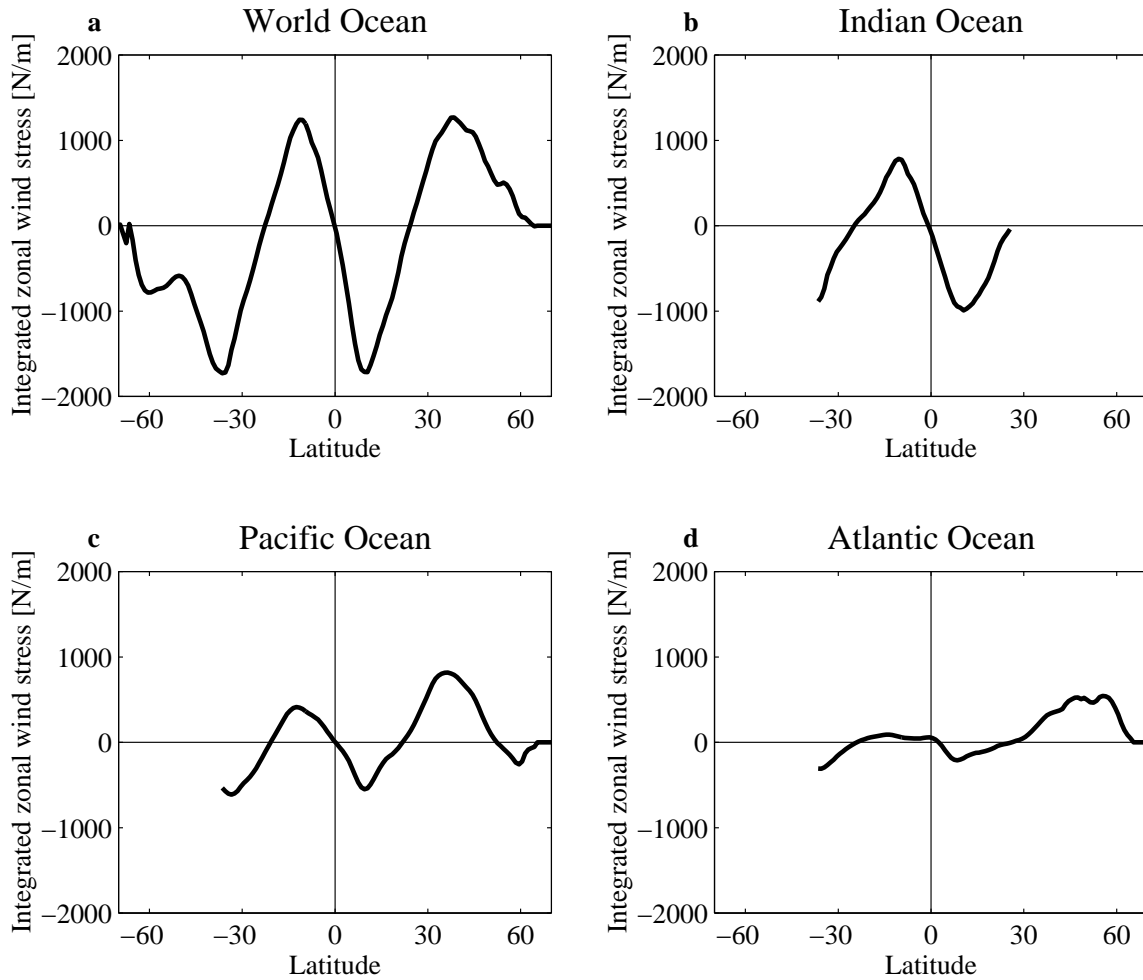 a
World Ocean
Integrated zonal wind stress [N/m]
2000
1000
0
−1000
−2000
−60
−30
0
30
60
Latitude
b
Indian Ocean
Integrated zonal wind stress [N/m]
2000
1000
0
−1000
−2000
−60
−30
0
30
60
Latitude
c
Pacific Ocean
Integrated zonal wind stress [N/m]
2000
1000
0
−1000
−2000
−60
−30
0
30
60
Latitude
d
Atlantic Ocean
Integrated zonal wind stress [N/m]
2000
1000
0
−1000
−2000
−60
−30
0
30
60
Latitude